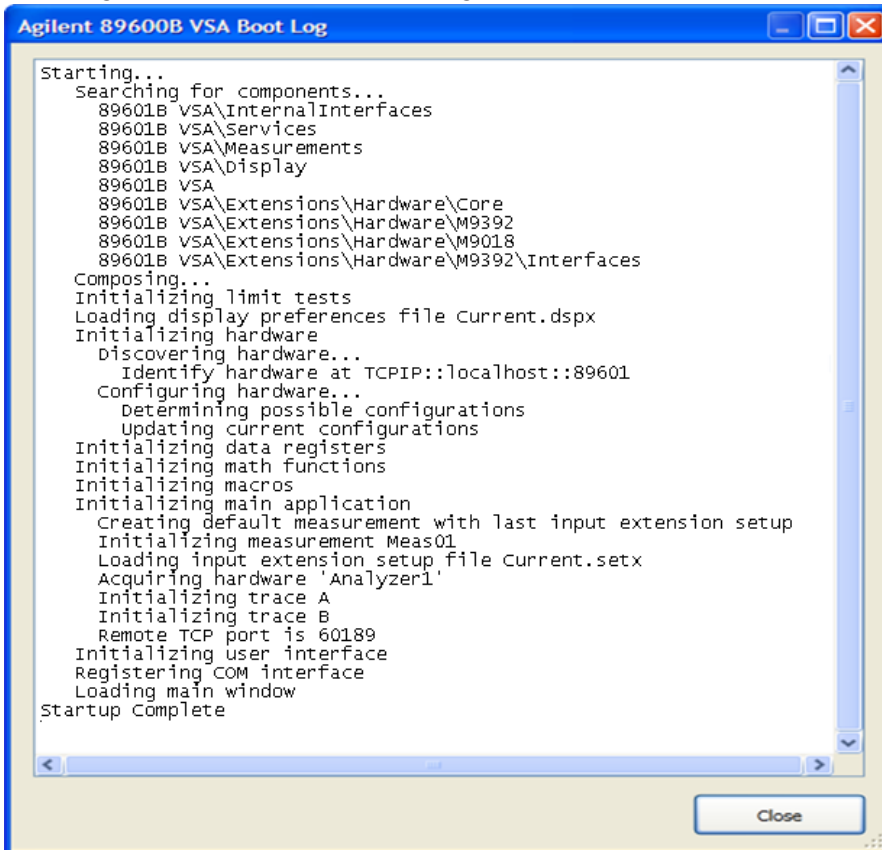 Agilent 89600B VSA Boot Log
Starting...
Searching for components...
89601B VSA\InternalInterfaces
89601B VSA\Services
89601B VSA\Measurements
89601B VSA\Display
89601B VSA
89601B VSA\Extensions\Hardware\Core
89601B VSA\Extensions\Hardware\M9392
89601B VSA\Extensions\Hardware\M9018
89601B VSA\Extensions\Hardware\M9392\Interfaces
Composing...
Initializing limit tests
Loading display preferences file Current.dspx
Initializing hardware
Discovering hardware...
Identify hardware at TCPIP::localhost::89601
Configuring hardware...
Determining possible configurations
Updating current configurations
Initializing data registers
Initializing math functions
Initializing macros
Initializing main application
Creating default measurement with last input extension setup
Initializing measurement Meas01
Loading input extension setup file Current.setx
Acquiring hardware 'Analyzer1'
Initializing trace A
Initializing trace B
Remote TCP port is 60189
Initializing user interface
Registering COM interface
Loading main window
Startup Complete
Close